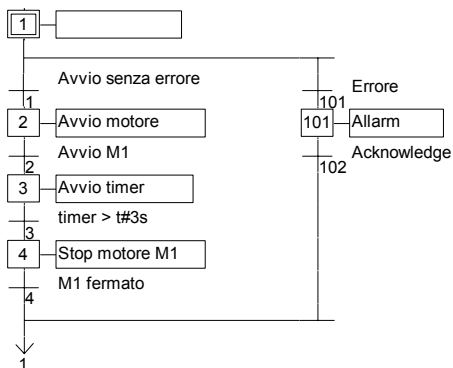 1
Avvio senza errore
1
2 Avvio motore
Avvio M1
2
3 Avvio timer
timer > t#3s
3
4 Stop motore M1
M1 fermato
4
1
Errore
101
101 Allarm
Acknowledge
102